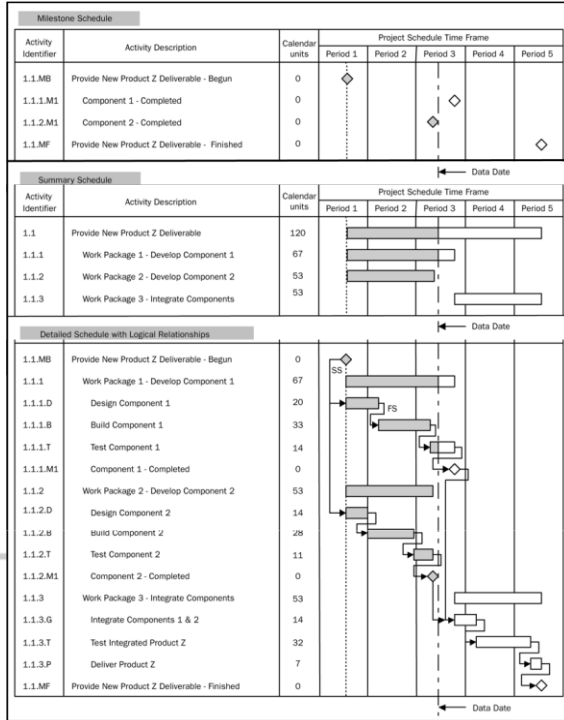 Milestone Schedule
Activity Identifier Activity Description Calendar units Project Schedule Time Frame
Period 1 Period 2 Period 3 Period 4 Period 5
1.1.MB Provide New Product Z Deliverable - Begun 0
1.1.1.M1 Component 1 - Completed 0
1.1.2.M1 Component 2 - Completed 0
1.1.MF Provide New Product Z Deliverable - Finished 0
Data Date
Summary Schedule
Activity Identifier Activity Description Calendar units Project Schedule Time Frame
Period 1 Period 2 Period 3 Period 4 Period 5
1.1 Provide New Product Z Deliverable 120
1.1.1 Work Package 1 - Develop Component 1 67
1.1.2 Work Package 2 - Develop Component 2 53
1.1.3 Work Package 3 - Integrate Components 53
Data Date
Detailed Schedule with Logical Relationships
1.1.MB Provide New Product Z Deliverable - Begun 0
SS
1.1.1 Work Package 1 - Develop Component 1 67
1.1.1.D Design Component 1 20
FS
1.1.1.B Build Component 1 33
1.1.1.T Test Component 1 14
1.1.1.M1 Component 1 - Completed 0
1.1.2 Work Package 2 - Develop Component 2 53
1.1.2.D Design Component 2 14
1.1.2.B Build Component 2 28
1.1.2.T Test Component 2 11
1.1.2.M1 Component 2 - Completed 0
1.1.3 Work Package 3 - Integrate Components 53
1.1.3.G Integrate Components 1 & 2 14
1.1.3.T Test Integrated Product Z 32
1.1.3.P Deliver Product Z 7
1.1.MF Provide New Product Z Deliverable - Finished 0
Data Date